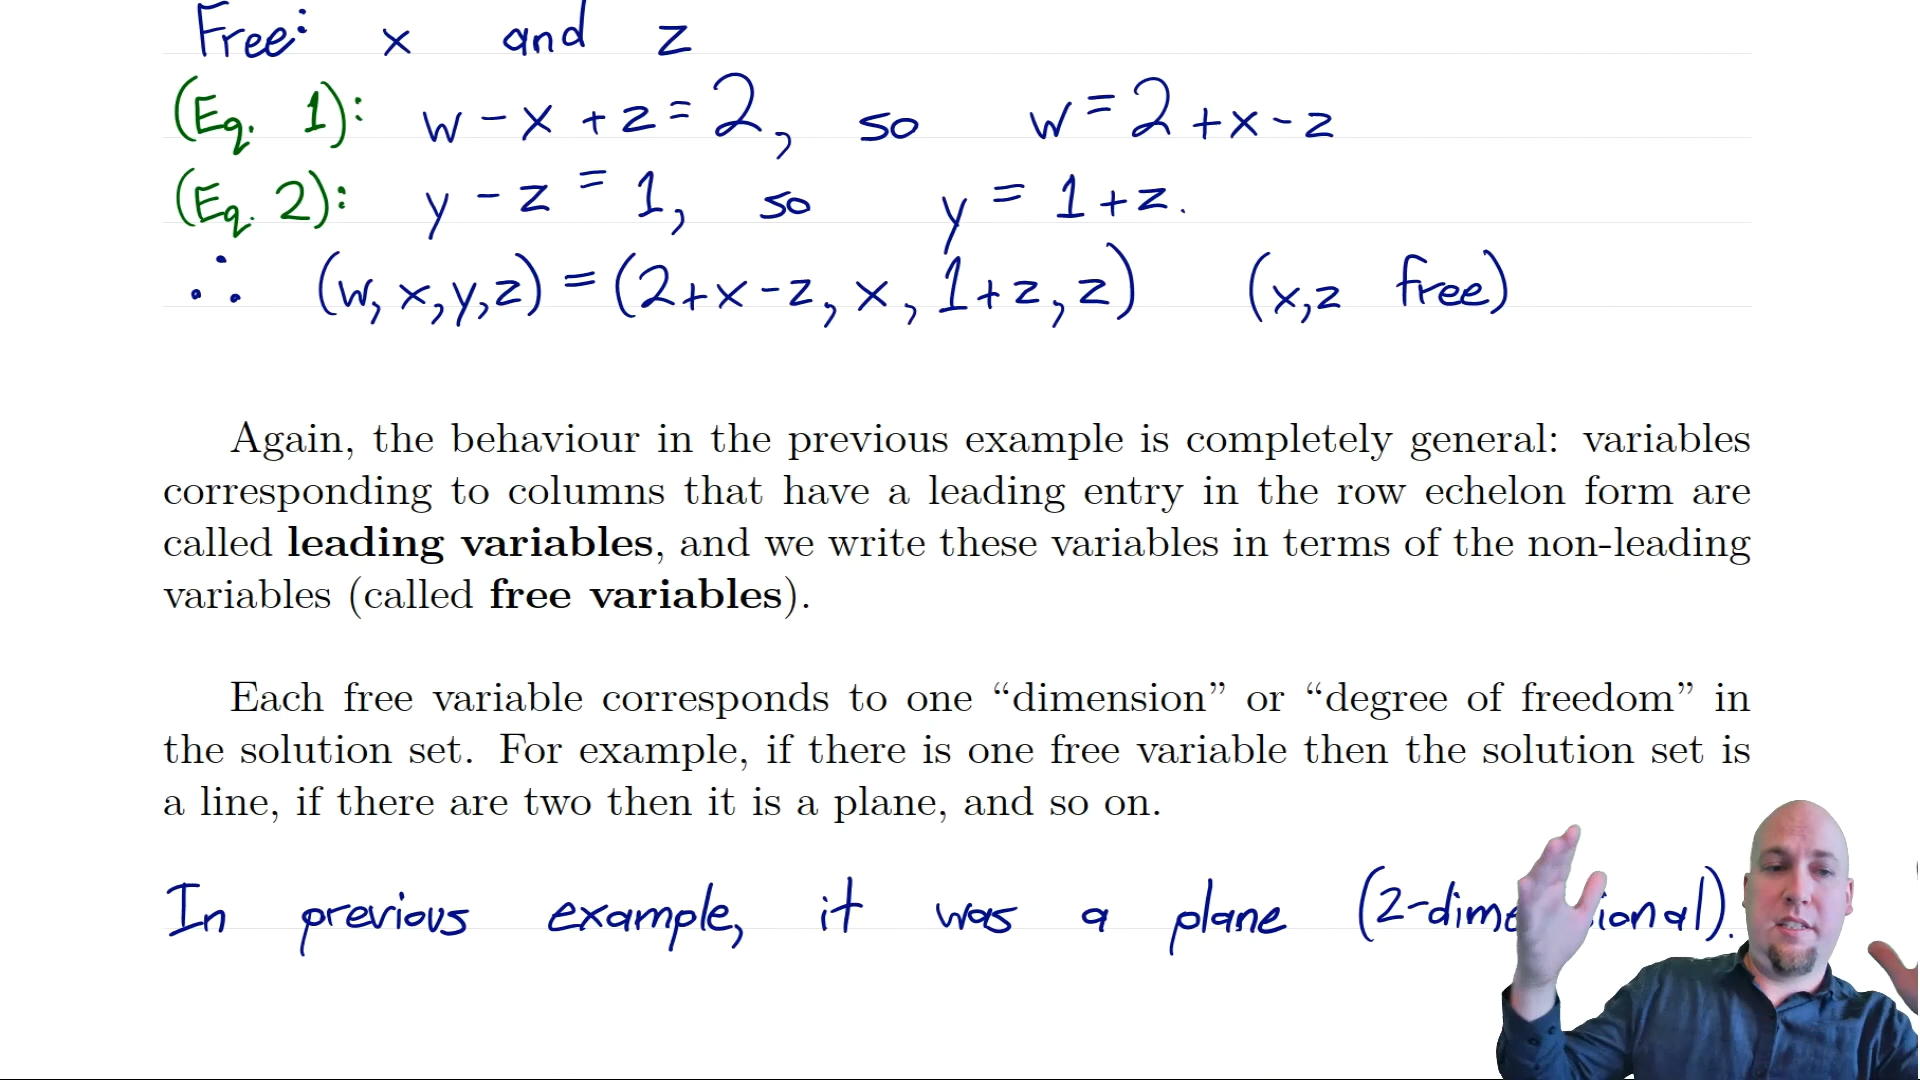 Free: x and z
(Eq. 1): w - x + z = 2, so w = 2 + x - z
(Eq. 2): y - z = 1, so y = 1 + z.
∴ (w, x, y, z) = (2 + x - z, x, 1 + z, z) (x, z free)
Again, the behaviour in the previous example is completely general: variables
corresponding to columns that have a leading entry in the row echelon form are
called leading variables, and we write these variables in terms of the non-leading
variables (called free variables).
Each free variable corresponds to one “dimension” or “degree of freedom” in
the solution set. For example, if there is one free variable then the solution set is
a line, if there are two then it is a plane, and so on.
In previous example, it was a plane (2-dimensional).